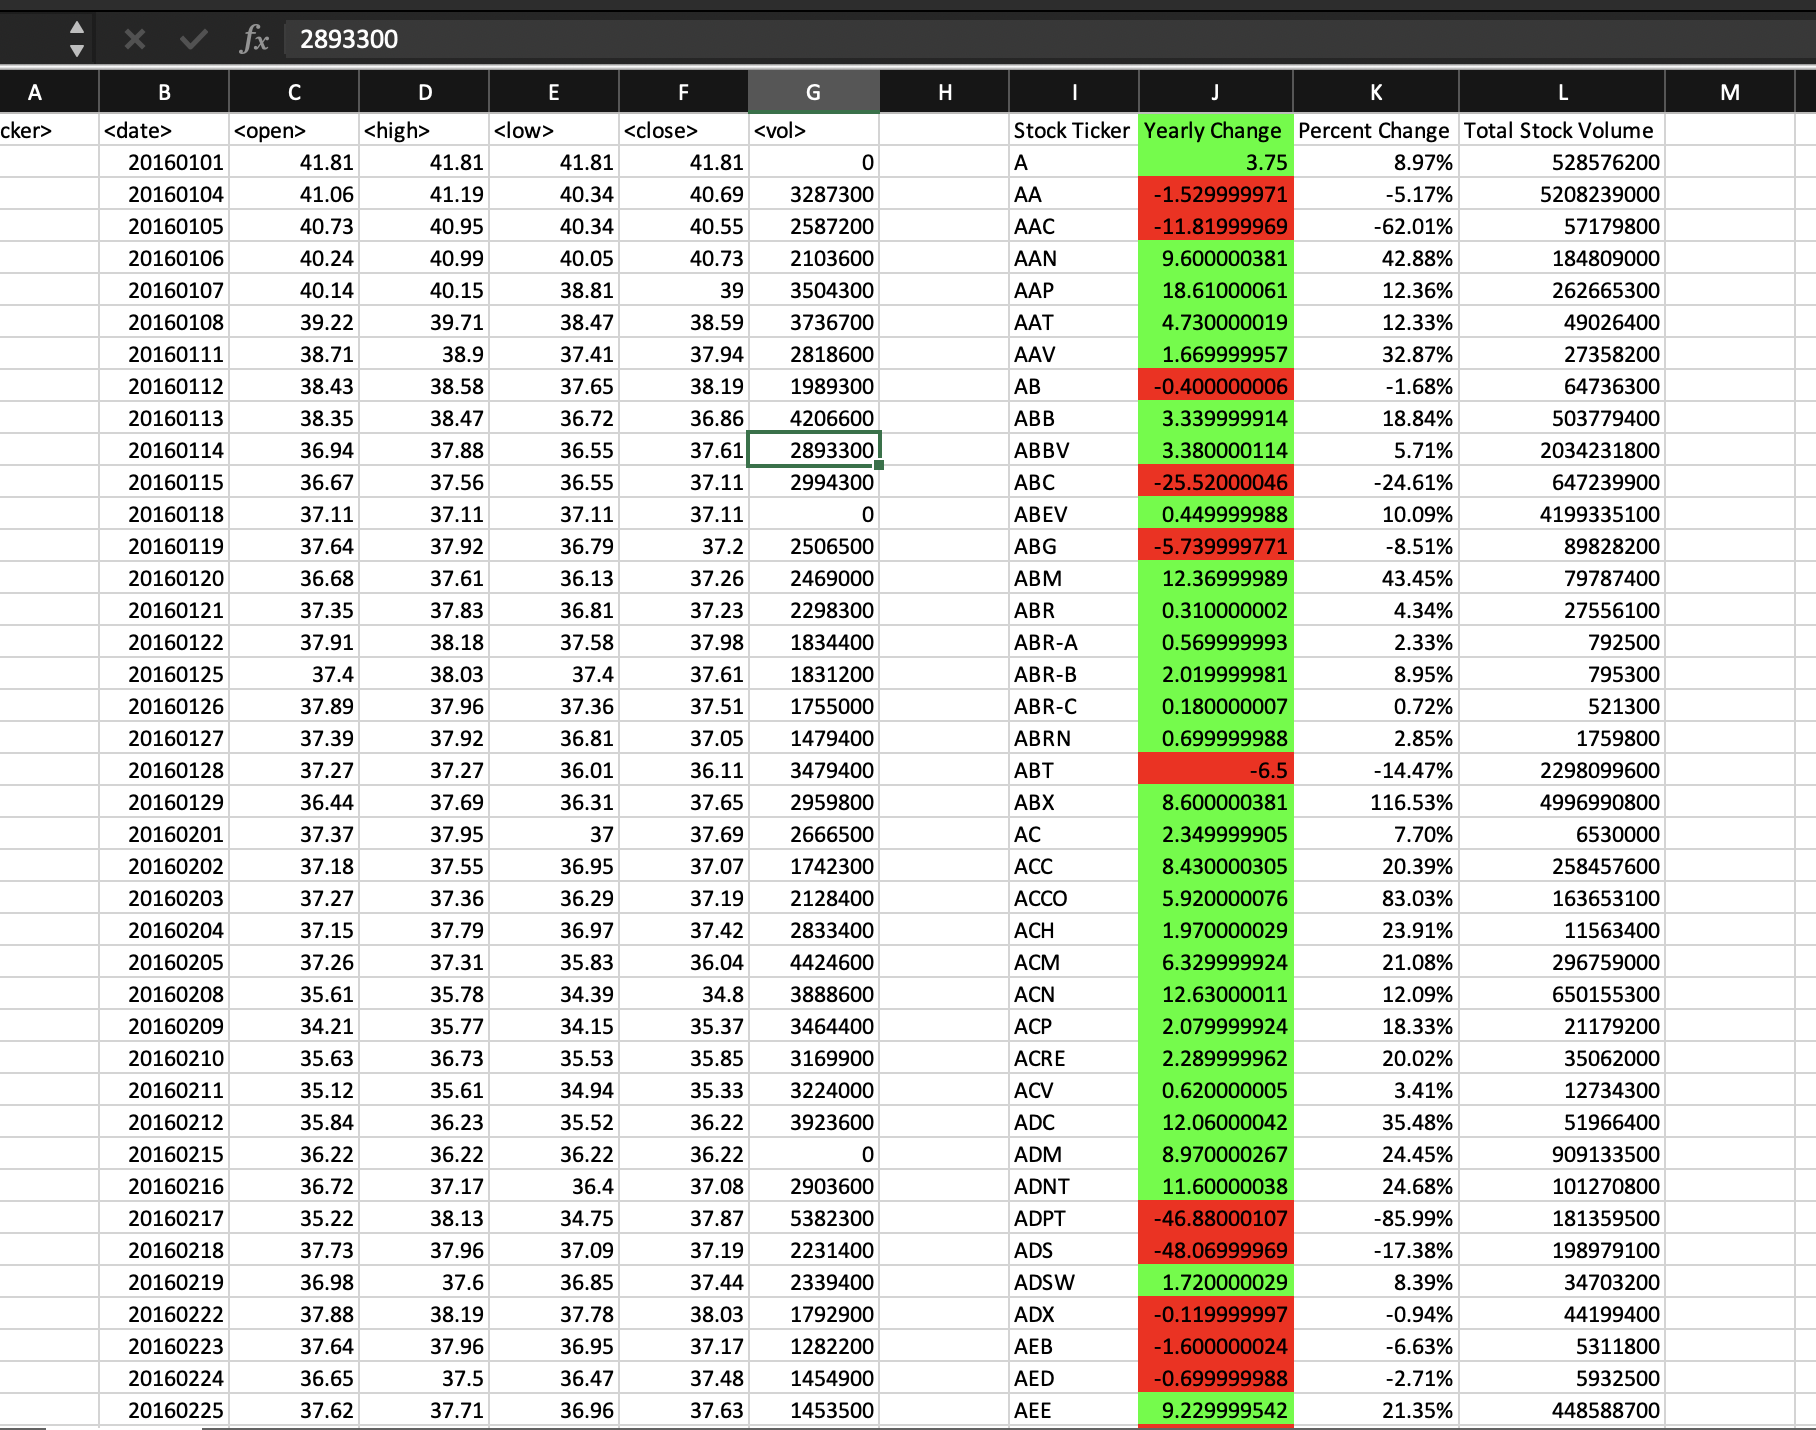 fx 2893300
A B C D E F G H I J K L M
cker> <date> <open> <high> <low> <close> <vol> Stock Ticker Yearly Change Percent Change Total Stock Volume
20160101 41.81 41.81 41.81 41.81 0 A 3.75 8.97% 528576200
20160104 41.06 41.19 40.34 40.69 3287300 AA -1.529999971 -5.17% 5208239000
20160105 40.73 40.95 40.34 40.55 2587200 AAC -11.81999969 -62.01% 57179800
20160106 40.24 40.99 40.05 40.73 2103600 AAN 9.600000381 42.88% 184809000
20160107 40.14 40.15 38.81 39 3504300 AAP 18.61000061 12.36% 262665300
20160108 39.22 39.71 38.47 38.59 3736700 AAT 4.730000019 12.33% 49026400
20160111 38.71 38.9 37.41 37.94 2818600 AAV 1.669999957 32.87% 27358200
20160112 38.43 38.58 37.65 38.19 1989300 AB -0.400000006 -1.68% 64736300
20160113 38.35 38.47 36.72 36.86 4206600 ABB 3.339999914 18.84% 503779400
20160114 36.94 37.88 36.55 37.61 2893300 ABBV 3.380000114 5.71% 2034231800
20160115 36.67 37.56 36.55 37.11 2994300 ABC -25.52000046 -24.61% 647239900
20160118 37.11 37.11 37.11 37.11 0 ABEV 0.449999988 10.09% 4199335100
20160119 37.64 37.92 36.79 37.2 2506500 ABG -5.739999771 -8.51% 89828200
20160120 36.68 37.61 36.13 37.26 2469000 ABM 12.36999989 43.45% 79787400
20160121 37.35 37.83 36.81 37.23 2298300 ABR 0.310000002 4.34% 27556100
20160122 37.91 38.18 37.58 37.98 1834400 ABR-A 0.569999993 2.33% 792500
20160125 37.4 38.03 37.4 37.61 1831200 ABR-B 2.019999981 8.95% 795300
20160126 37.89 37.96 37.36 37.51 1755000 ABR-C 0.180000007 0.72% 521300
20160127 37.39 37.92 36.81 37.05 1479400 ABRN 0.699999988 2.85% 1759800
20160128 37.27 37.27 36.01 36.11 3479400 ABT -6.5 -14.47% 2298099600
20160129 36.44 37.69 36.31 37.65 2959800 ABX 8.600000381 116.53% 4996990800
20160201 37.37 37.95 37 37.69 2666500 AC 2.349999905 7.70% 6530000
20160202 37.18 37.55 36.95 37.07 1742300 ACC 8.430000305 20.39% 258457600
20160203 37.27 37.36 36.29 37.19 2128400 ACCO 5.920000076 83.03% 163653100
20160204 37.15 37.79 36.97 37.42 2833400 ACH 1.970000029 23.91% 11563400
20160205 37.26 37.31 35.83 36.04 4424600 ACM 6.329999924 21.08% 296759000
20160208 35.61 35.78 34.39 34.8 3888600 ACN 12.63000011 12.09% 650155300
20160209 34.21 35.77 34.15 35.37 3464400 ACP 2.079999924 18.33% 21179200
20160210 35.63 36.73 35.53 35.85 3169900 ACRE 2.289999962 20.02% 35062000
20160211 35.12 35.61 34.94 35.33 3224000 ACV 0.620000005 3.41% 12734300
20160212 35.84 36.23 35.52 36.22 3923600 ADC 12.06000042 35.48% 51966400
20160215 36.22 36.22 36.22 36.22 0 ADM 8.970000267 24.45% 909133500
20160216 36.72 37.17 36.4 37.08 2903600 ADNT 11.60000038 24.68% 101270800
20160217 35.22 38.13 34.75 37.87 5382300 ADPT -46.88000107 -85.99% 181359500
20160218 37.73 37.96 37.09 37.19 2231400 ADS -48.06999969 -17.38% 198979100
20160219 36.98 37.6 36.85 37.44 2339400 ADSW 1.720000029 8.39% 34703200
20160222 37.88 38.19 37.78 38.03 1792900 ADX -0.119999997 -0.94% 44199400
20160223 37.64 37.96 36.95 37.17 1282200 AEB -1.600000024 -6.63% 5311800
20160224 36.65 37.5 36.47 37.48 1454900 AED -0.699999988 -2.71% 5932500
20160225 37.62 37.71 36.96 37.63 1453500 AEE 9.229999542 21.35% 448588700